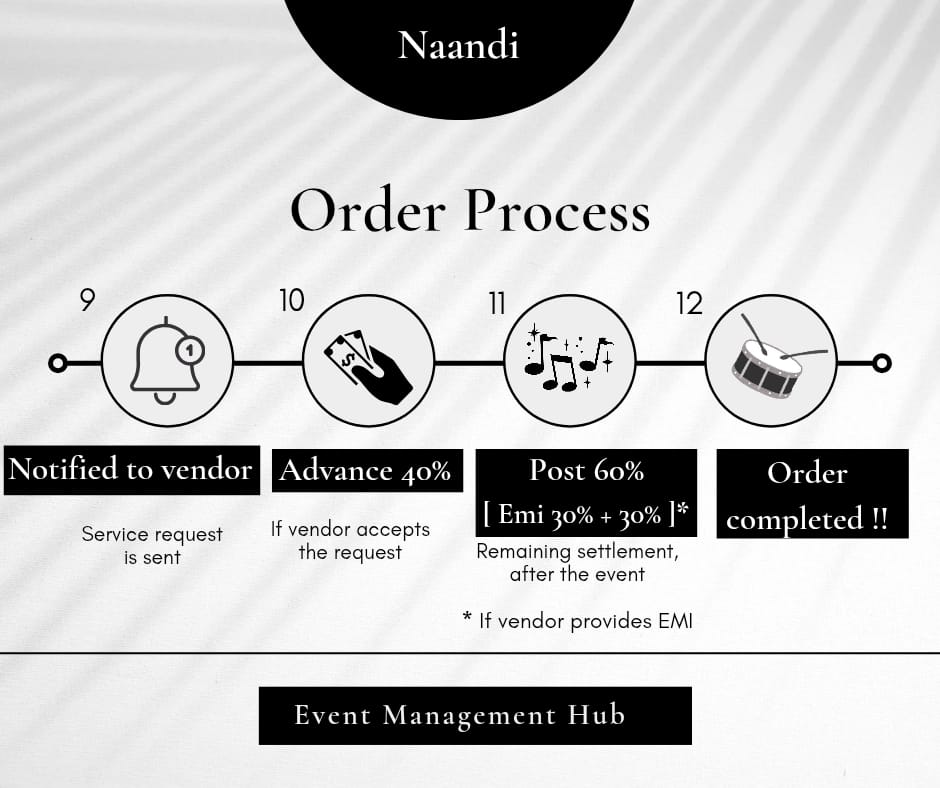 Naandi
Order Process
9
10
11
12
1
$
Notified to vendor
Service request
is sent
Advance 40%
If vendor accepts
the request
Post 60%
[ Emi 30% + 30% ]*
Remaining settlement,
after the event
* If vendor provides EMI
Order
completed !!
Event Management Hub